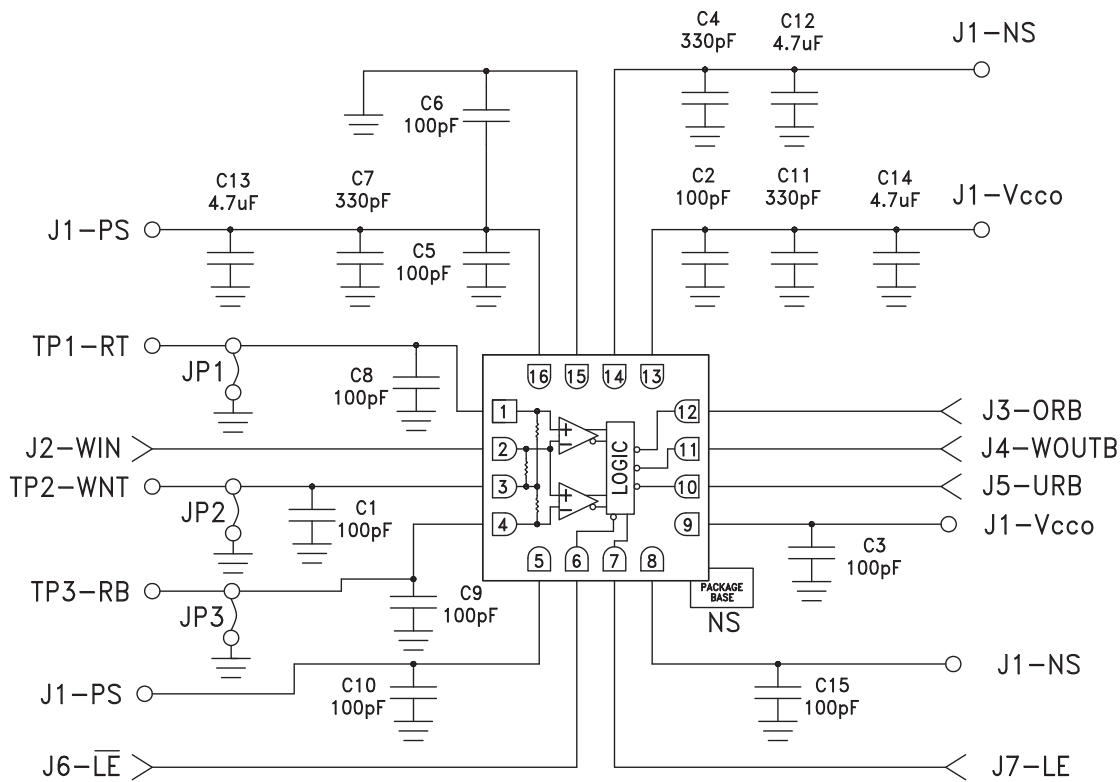 C4
330pF
C12
4.7uF
J1-NS
C6
100pF
C13
4.7uF
C7
330pF
C2
100pF
C11
330pF
C14
4.7uF
J1-Vcco
J1-PS
C5
100pF
TP1-RT
JP1
C8
100pF
16
15
14
13
1
12
J3-ORB
J2-WIN
2
11
J4-WOUTB
TP2-WNT
3
10
J5-URB
LOGIC
JP2
C1
100pF
4
9
J1-Vcco
5
6
7
8
C3
100pF
TP3-RB
JP3
C9
100pF
PACKAGE
BASE
NS
J1-PS
C10
100pF
C15
100pF
J1-NS
J6-L̅E̅
J7-LE